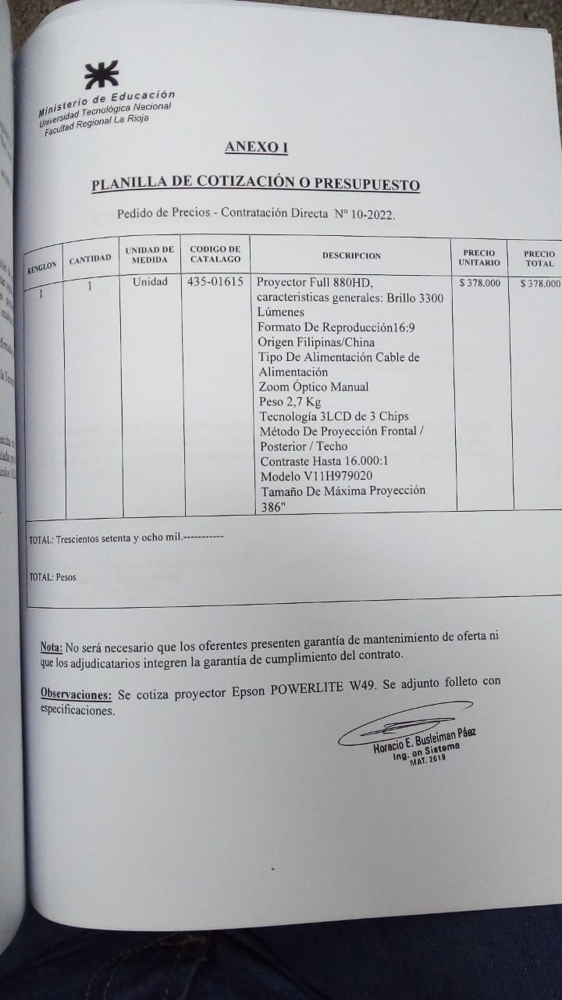 Ministerio de Educación
Universidad Tecnológica Nacional
Facultad Regional La Rioja
ANEXO I
PLANILLA DE COTIZACIÓN O PRESUPUESTO
Pedido de Precios - Contratación Directa Nº 10-2022.
RENGLON CANTIDAD UNIDAD DE MEDIDA CODIGO DE CATALAGO DESCRIPCION PRECIO UNITARIO PRECIO TOTAL
1 1 Unidad 435-01615 Proyector Full 880HD, $ 378.000 $ 378.000
caracteristicas generales: Brillo 3300
Lúmenes
Formato De Reproducción16:9
Origen Filipinas/China
Tipo De Alimentación Cable de
Alimentación
Zoom Óptico Manual
Peso 2,7 Kg
Tecnología 3LCD de 3 Chips
Método De Proyección Frontal /
Posterior / Techo
Contraste Hasta 16.000:1
Modelo V11H979020
Tamaño De Máxima Proyección
386"
TOTAL: Trescientos setenta y ocho mil.-----------
TOTAL: Pesos
Nota: No será necesario que los oferentes presenten garantía de mantenimiento de oferta ni
que los adjudicatarios integren la garantía de cumplimiento del contrato.
Observaciones: Se cotiza proyector Epson POWERLITE W49. Se adjunto folleto con
especificaciones.
Horacio E. Busleiman Páez
Ing. en Sistema
MAT. 2619